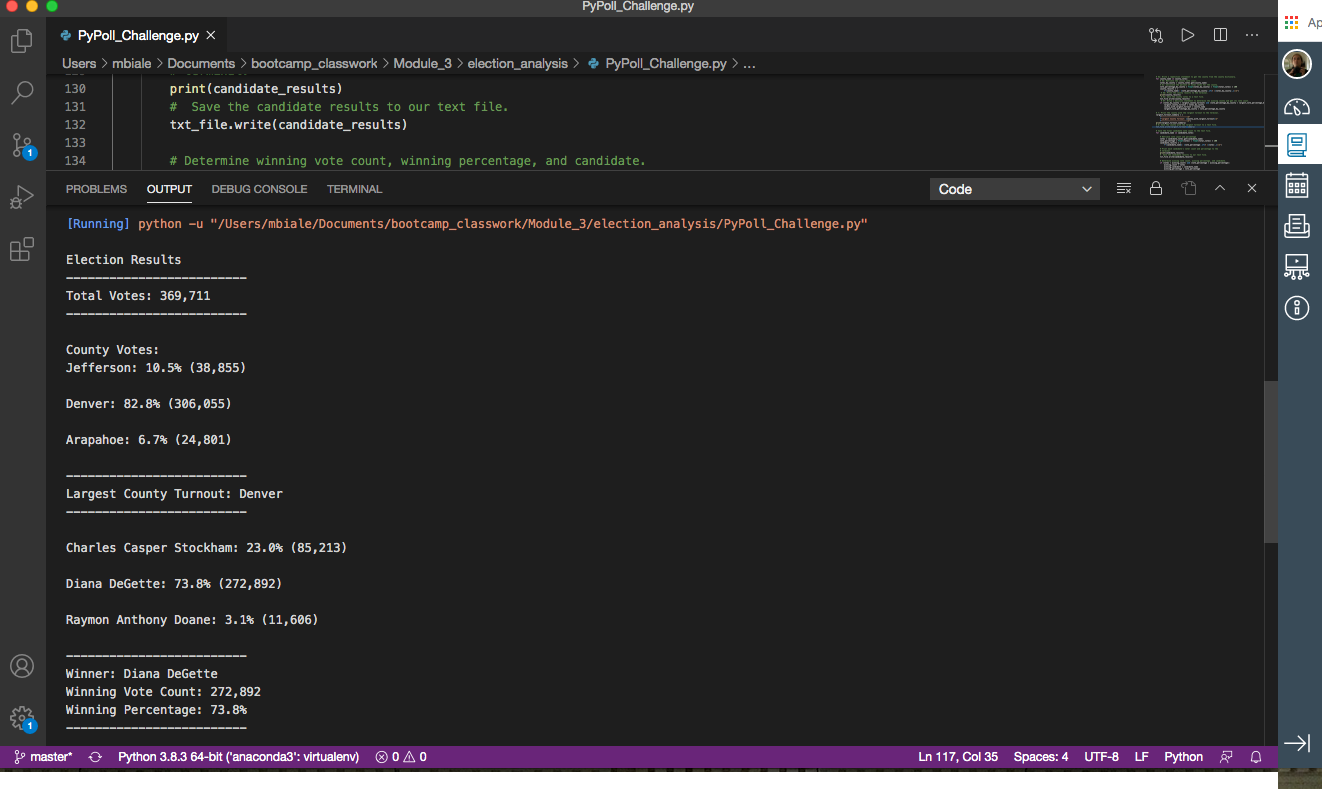 PyPoll_Challenge.py
PyPoll_Challenge.py
Ap
Users > mbiale > Documents > bootcamp_classwork > Module_3 > election_analysis > PyPoll_Challenge.py > ...
130 print(candidate_results)
131 #  Save the candidate results to our text file.
132 txt_file.write(candidate_results)
133
134 # Determine winning vote count, winning percentage, and candidate.
PROBLEMS OUTPUT DEBUG CONSOLE TERMINAL Code
[Running] python -u "/Users/mbiale/Documents/bootcamp_classwork/Module_3/election_analysis/PyPoll_Challenge.py"
Election Results
-------------------------
Total Votes: 369,711
-------------------------
County Votes:
Jefferson: 10.5% (38,855)
Denver: 82.8% (306,055)
Arapahoe: 6.7% (24,801)
-------------------------
Largest County Turnout: Denver
-------------------------
Charles Casper Stockham: 23.0% (85,213)
Diana DeGette: 73.8% (272,892)
Raymon Anthony Doane: 3.1% (11,606)
-------------------------
Winner: Diana DeGette
Winning Vote Count: 272,892
Winning Percentage: 73.8%
-------------------------
1
1
master* Python 3.8.3 64-bit ('anaconda3': virtualenv) 0 0 Ln 117, Col 35 Spaces: 4 UTF-8 LF Python